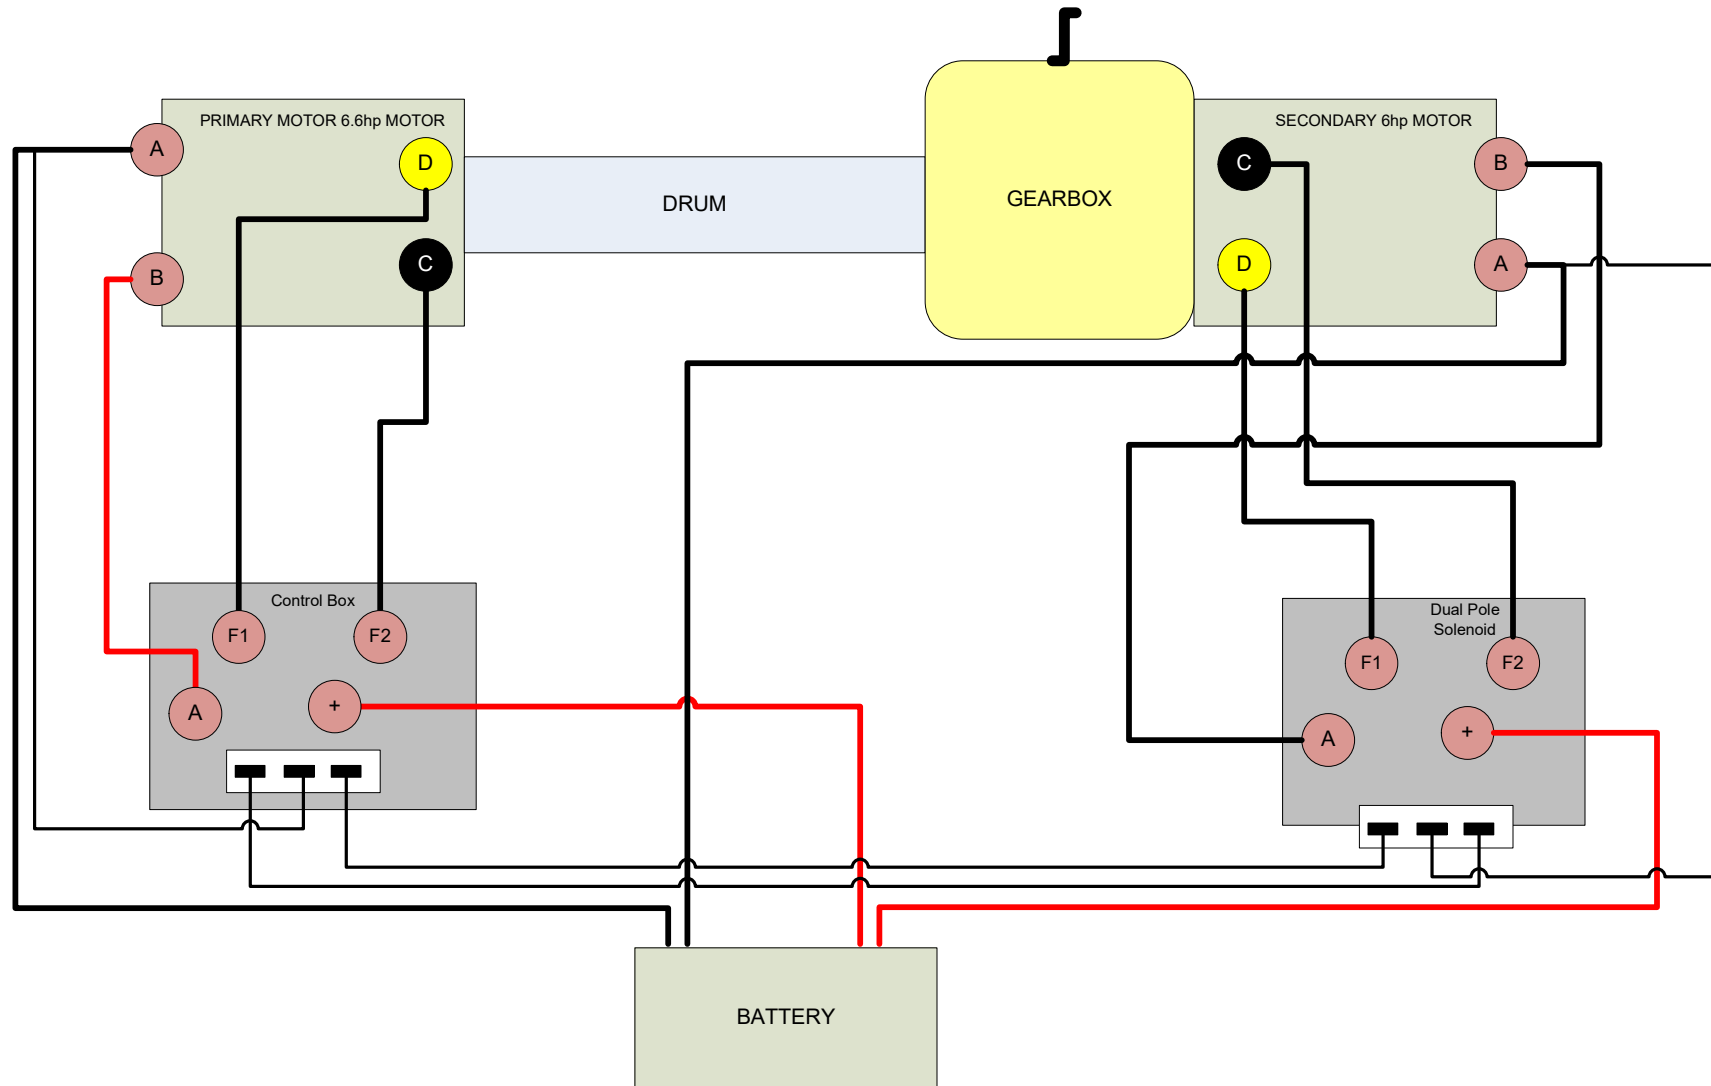 PRIMARY MOTOR 6.6hp MOTOR
A
D
B
C
DRUM
GEARBOX
SECONDARY 6hp MOTOR
C
B
D
A
Control Box
F1
F2
A
+
Dual Pole
Solenoid
F1
F2
A
+
BATTERY